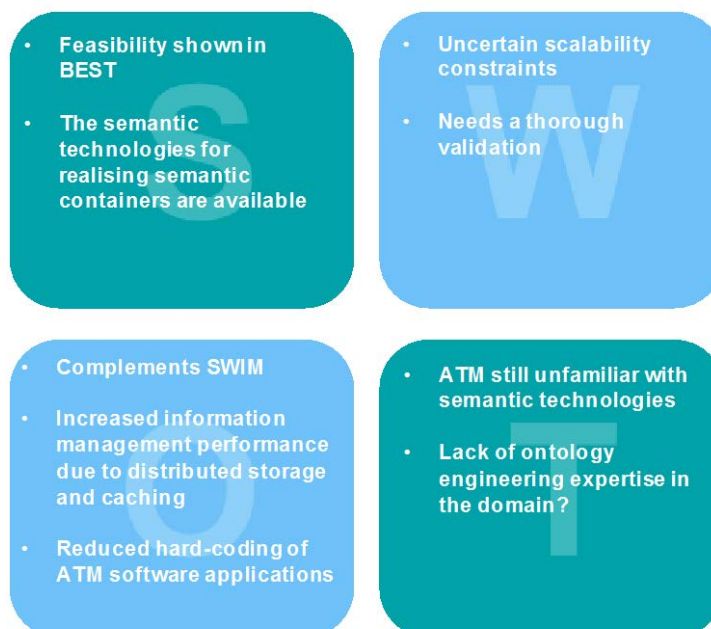 S
• Feasibility shown in
BEST
• The semantic
technologies for
realising semantic
containers are available
W
• Uncertain scalability
constraints
• Needs a thorough
validation
O
• Complements SWIM
• Increased information
management performance
due to distributed storage
and caching
• Reduced hard-coding of
ATM software applications
T
• ATM still unfamiliar with
semantic technologies
• Lack of ontology
engineering expertise in
the domain?